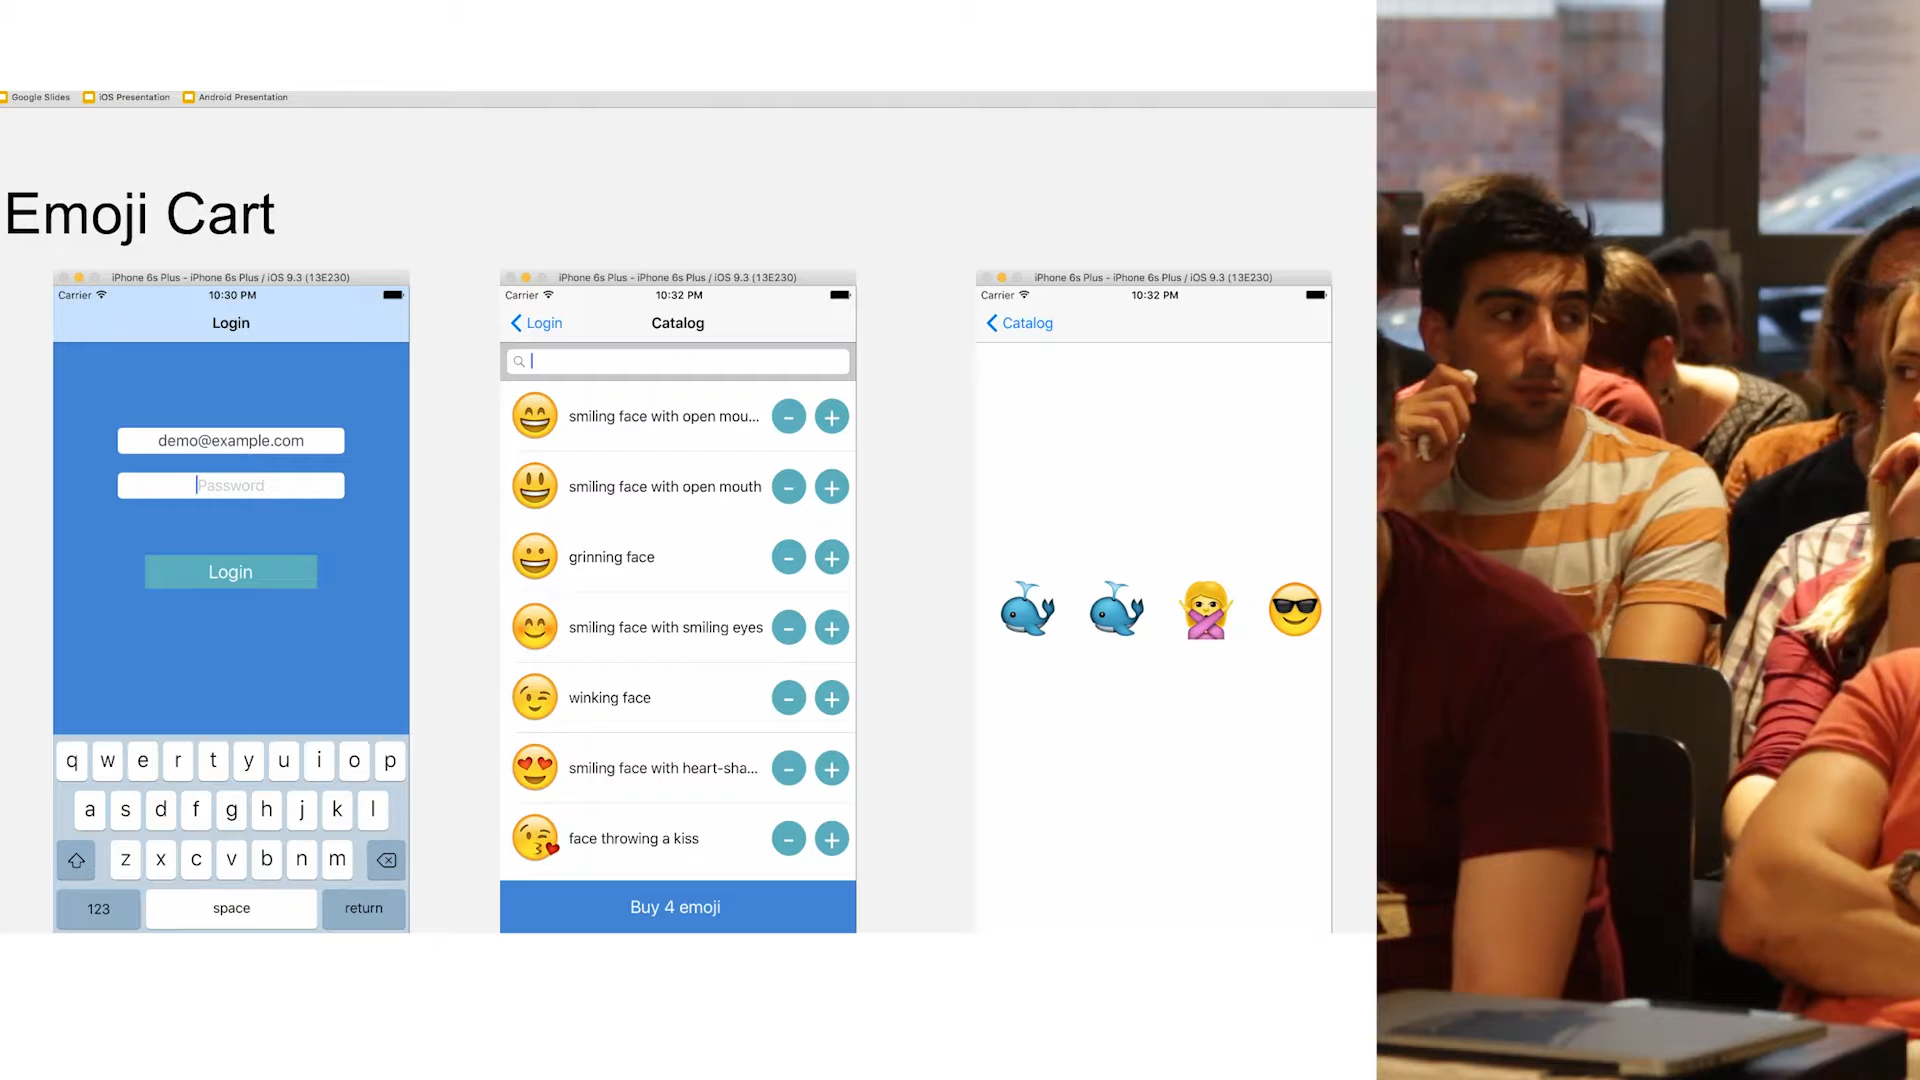 Google Slides iOS Presentation Android Presentation
Emoji Cart
iPhone 6s Plus - iPhone 6s Plus / iOS 9.3 (13E230)
Carrier 10:30 PM
Login
demo@example.com
Password
Login
q w e r t y u i o p
a s d f g h j k l
z x c v b n m
123 space return
iPhone 6s Plus - iPhone 6s Plus / iOS 9.3 (13E230)
Carrier 10:32 PM
Login Catalog
smiling face with open mou... - +
smiling face with open mouth - +
grinning face - +
smiling face with smiling eyes - +
winking face - +
smiling face with heart-sha... - +
face throwing a kiss - +
Buy 4 emoji
iPhone 6s Plus - iPhone 6s Plus / iOS 9.3 (13E230)
Carrier 10:32 PM
Catalog